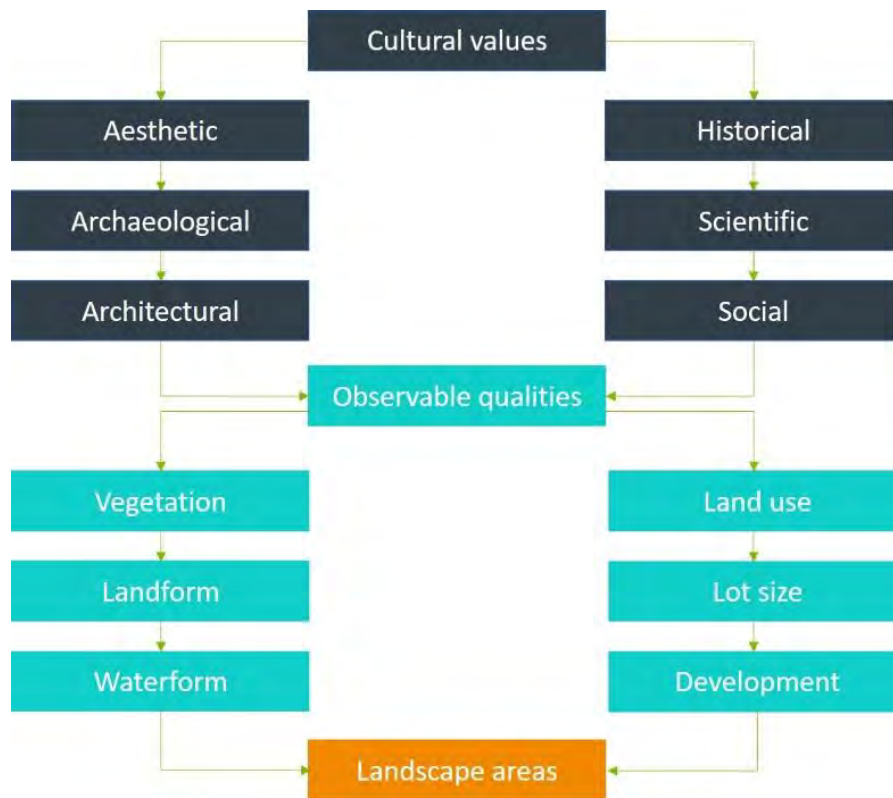 Cultural values
Aesthetic
Historical
Archaeological
Scientific
Architectural
Social
Observable qualities
Vegetation
Land use
Landform
Lot size
Waterform
Development
Landscape areas